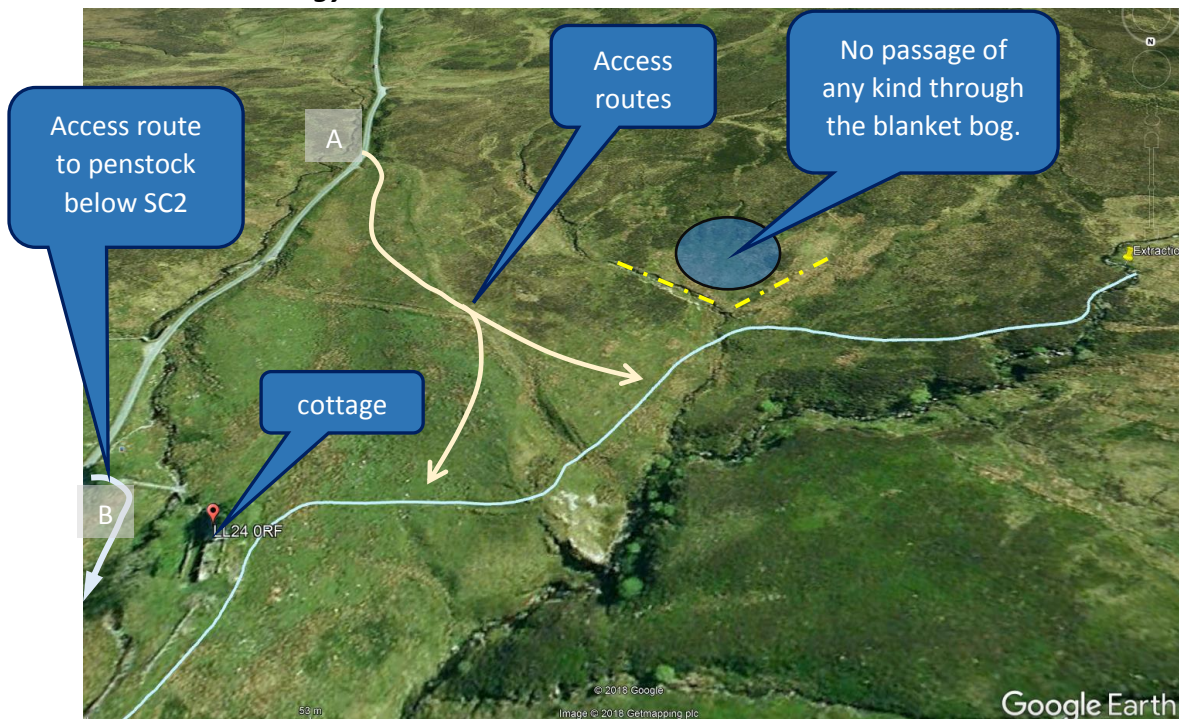 Access
routes
No passage of
any kind through
the blanket bog.
Access route
to penstock
below SC2
A
N
Extractic
cottage
B
LL24 0RF
53 m
© 2018 Google
Image © 2018 Getmapping plc
Google Earth